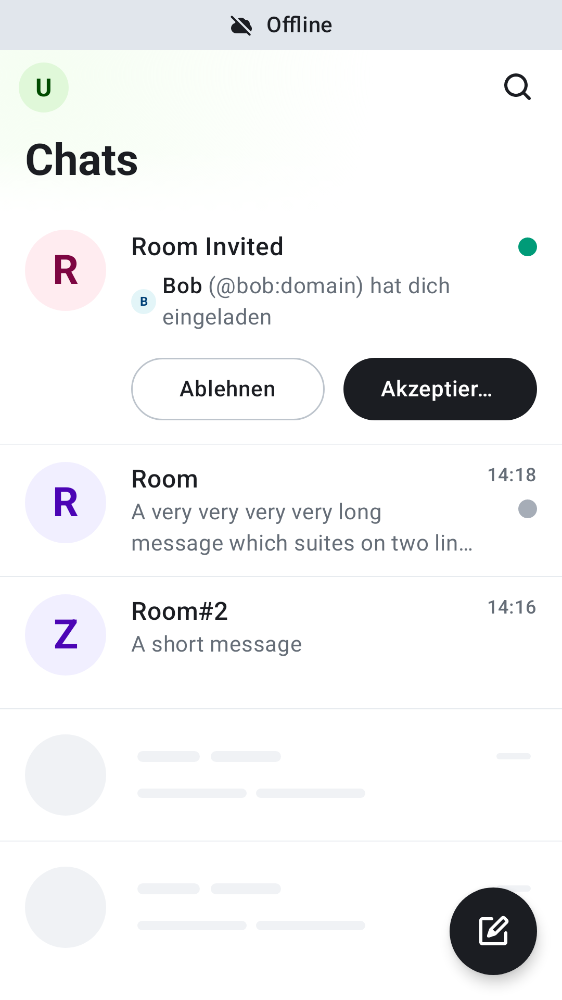 Offline
U
Chats
R
Room Invited
B
Bob (@bob:domain) hat dich
eingeladen
Ablehnen
Akzeptier…
R
Room
14:18
A very very very very long
message which suites on two lin…
Z
Room#2
14:16
A short message